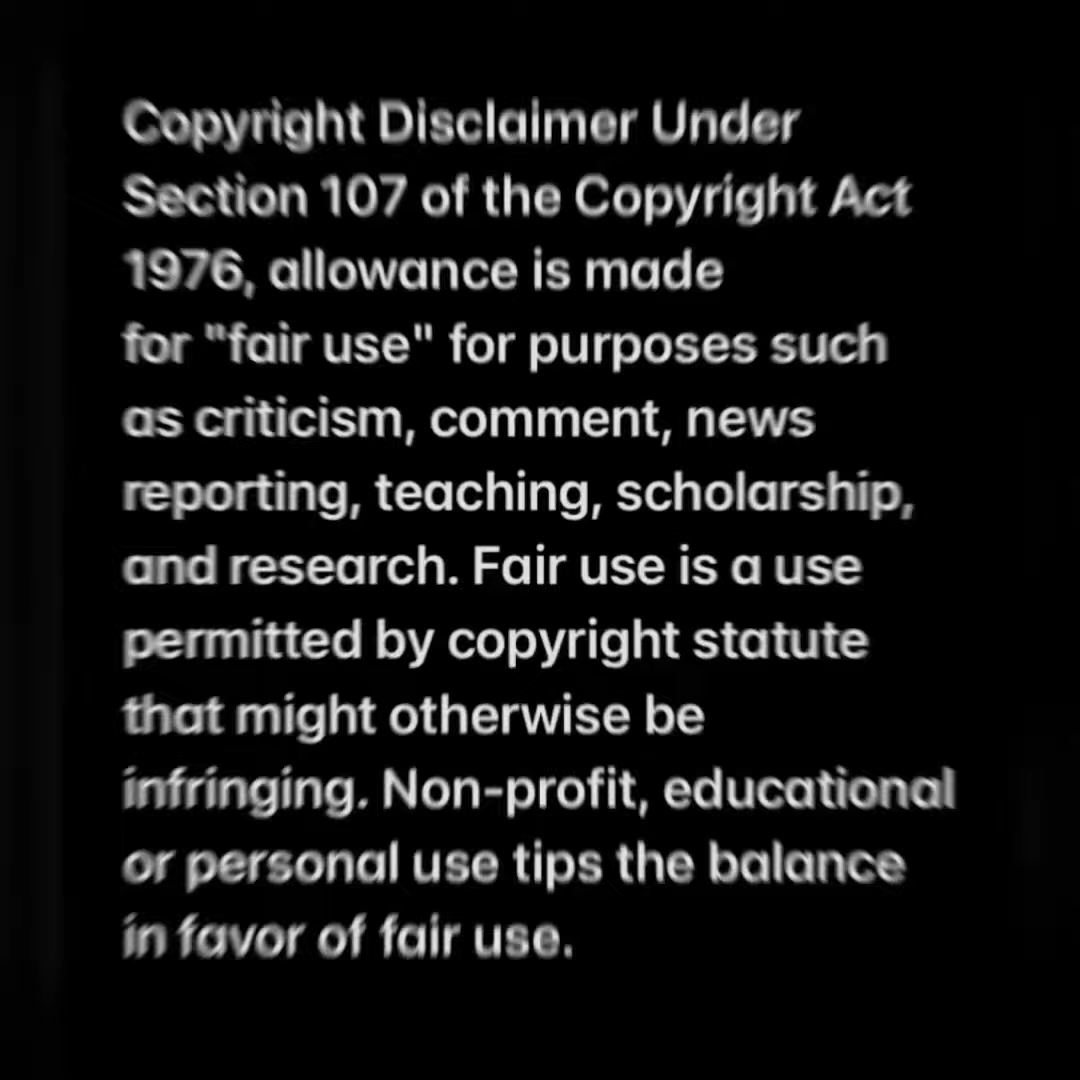 Copyright Disclaimer Under
Section 107 of the Copyright Act
1976, allowance is made
for "fair use" for purposes such
as criticism, comment, news
reporting, teaching, scholarship,
and research. Fair use is a use
permitted by copyright statute
that might otherwise be
infringing. Non-profit, educational
or personal use tips the balance
in favor of fair use.